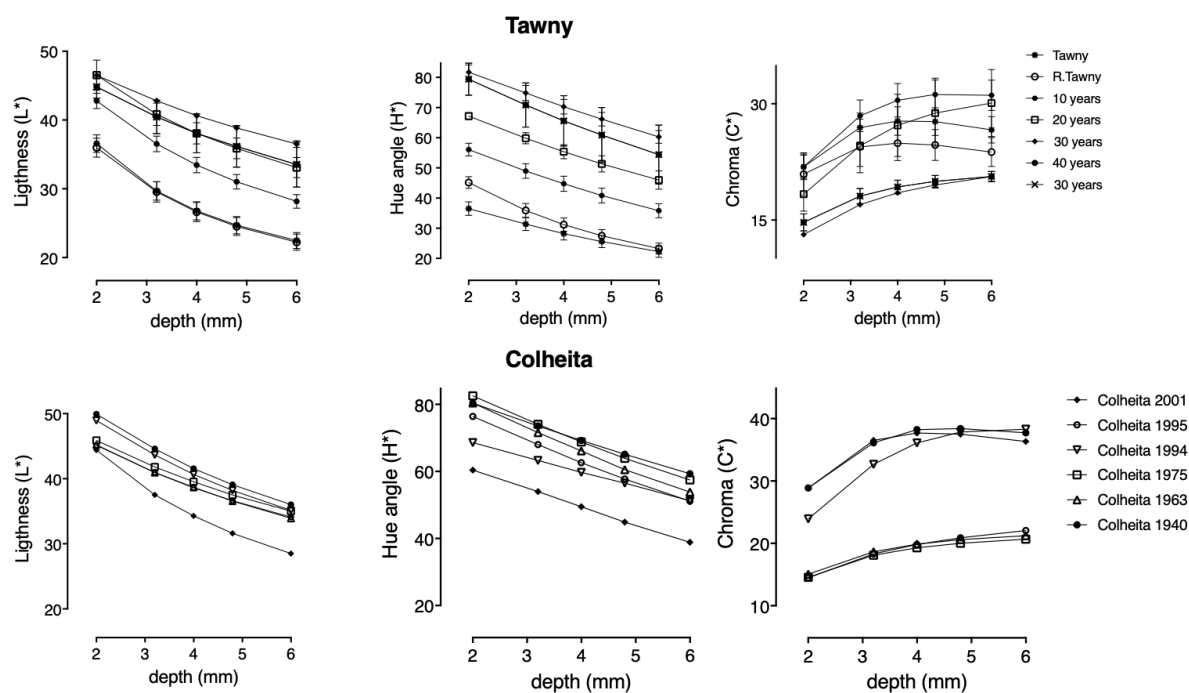 Tawny
Ligthness (L*)
50
40
30
20
2 3 4 5 6
depth (mm)
Hue angle (H*)
80
70
60
50
40
30
20
2 3 4 5 6
depth (mm)
Chroma (C*)
30
15
2 3 4 5 6
depth (mm)
Tawny
R.Tawny
10 years
20 years
30 years
40 years
30 years
Colheita
Ligthness (L*)
50
40
30
20
2 3 4 5 6
depth (mm)
Hue angle (H*)
80
60
40
20
2 3 4 5 6
depth (mm)
Chroma (C*)
40
30
20
10
2 3 4 5 6
depth (mm)
Colheita 2001
Colheita 1995
Colheita 1994
Colheita 1975
Colheita 1963
Colheita 1940